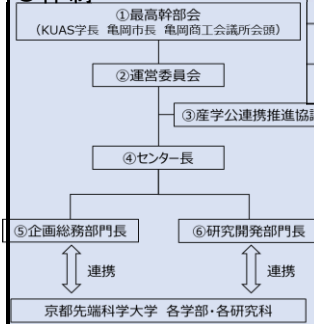 ①最高幹部会
(KUAS学長 亀岡市長 亀岡商工会議所会頭)
②運営委員会
③産学公連携推進協
④センター長
⑤企画総務部門長
⑥研究開発部門長
連携
連携
京都先端科学大学 各学部・各研究科